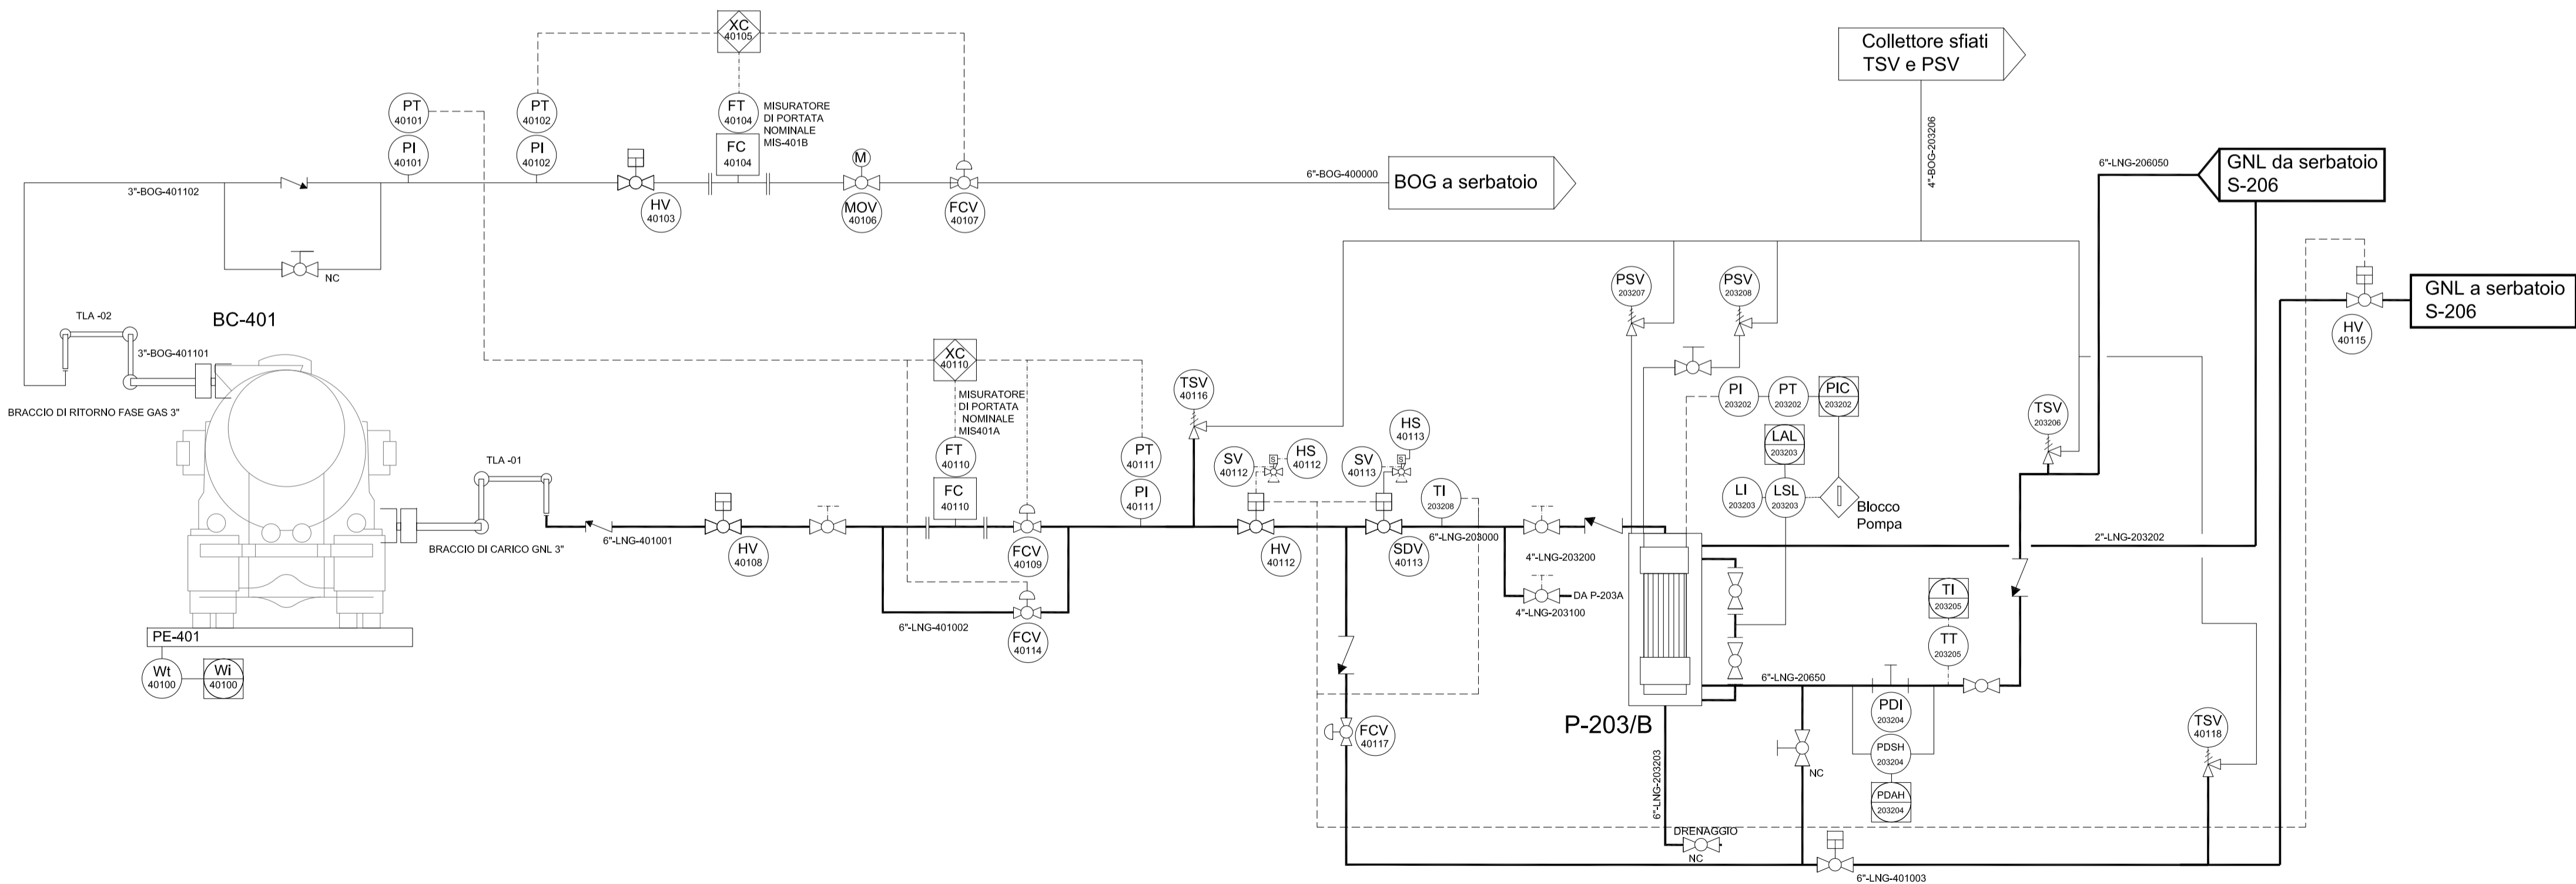 XC
40105
Collettore sfiati
TSV e PSV
PT
40101
PI
40101
PT
40102
PI
40102
FT
40104
MISURATORE
DI PORTATA
NOMINALE
MIS-401B
FC
40104
4"-BOG-203206
6"-LNG-206050
GNL da serbatoio
S-206
3"-BOG-401102
HV
40103
M
MOV
40106
FCV
40107
6"-BOG-400000
BOG a serbatoio
NC
PSV
203207
PSV
203208
GNL a serbatoio
S-206
HV
40115
TLA -02
BC-401
3"-BOG-401101
BRACCIO DI RITORNO FASE GAS 3"
XC
40110
MISURATORE
DI PORTATA
NOMINALE
MIS401A
TSV
40116
PI
203202
PT
203202
PIC
203202
TSV
203206
LAL
203203
HS
40113
FT
40110
PT
40111
SV
40112
S
HS
40112
SV
40113
S
TLA -01
FC
40110
PI
40111
TI
203208
LI
203203
LSL
203203
Blocco
Pompa
6"-LNG-401001
BRACCIO DI CARICO GNL 3"
HV
40108
FCV
40109
HV
40112
SDV
40113
6"-LNG-203000
4"-LNG-203200
2"-LNG-203202
DA P-203A
4"-LNG-203100
TI
203205
TT
203205
PE-401
6"-LNG-401002
FCV
40114
Wt
40100
Wi
40100
6"-LNG-20650
PDI
203204
P-203/B
FCV
40117
PDSH
203204
TSV
40118
NC
PDAH
203204
6"-LNG-203203
DRENAGGIO
NC
6"-LNG-401003